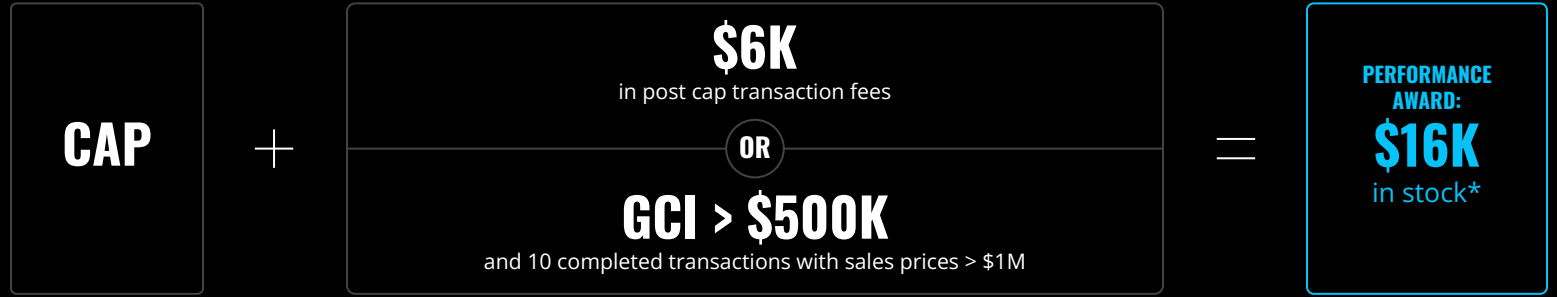 CAP
+
$6K
in post cap transaction fees
OR
GCI > $500K
and 10 completed transactions with sales prices > $1M
=
PERFORMANCE
AWARD:
$16K
in stock*